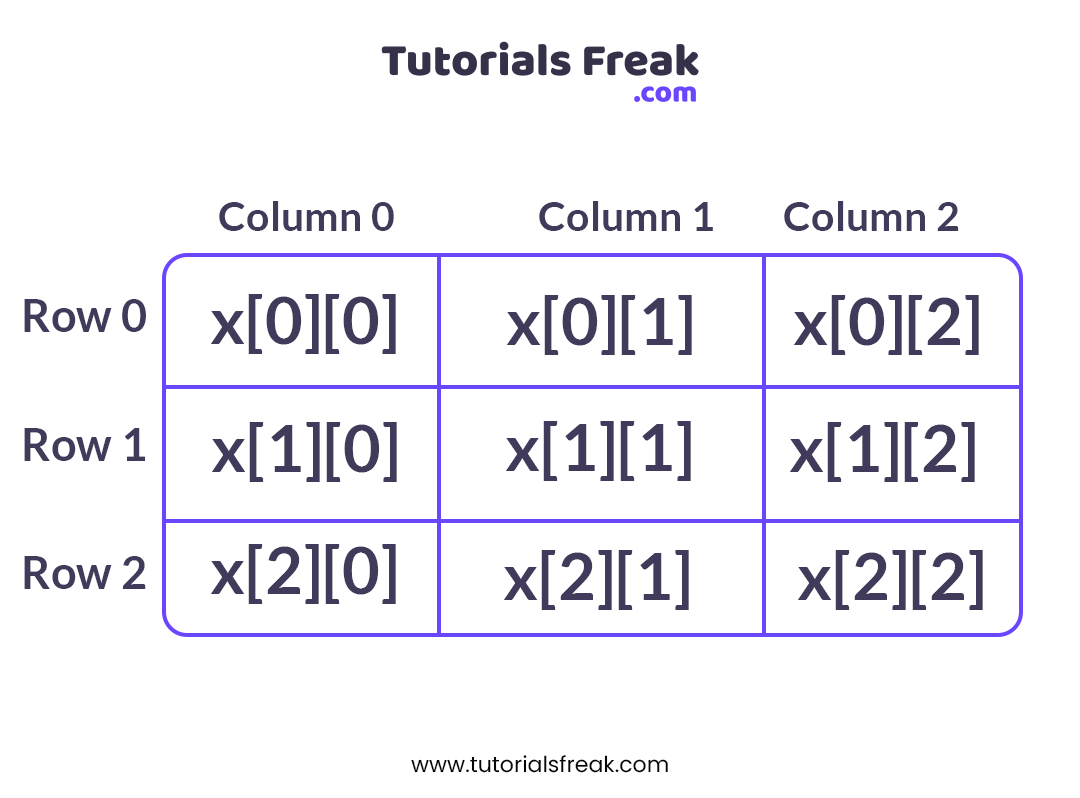 Tutorials Freak
.com
Column 0 Column 1 Column 2
Row 0 x[0][0] x[0][1] x[0][2]
Row 1 x[1][0] x[1][1] x[1][2]
Row 2 x[2][0] x[2][1] x[2][2]
www.tutorialsfreak.com